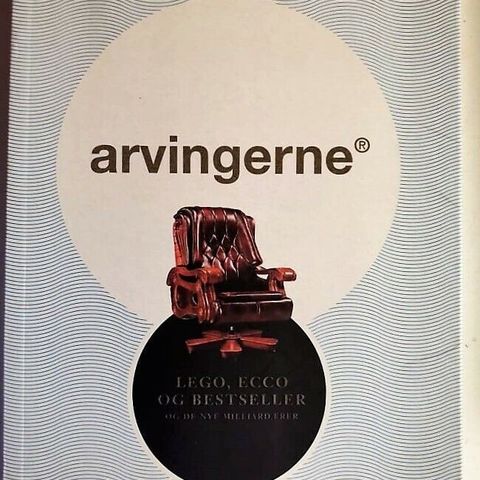 arvingerne®
LEGO, ECCO
OG BESTSELLER
OG DE NYE MILLIARDÆRER